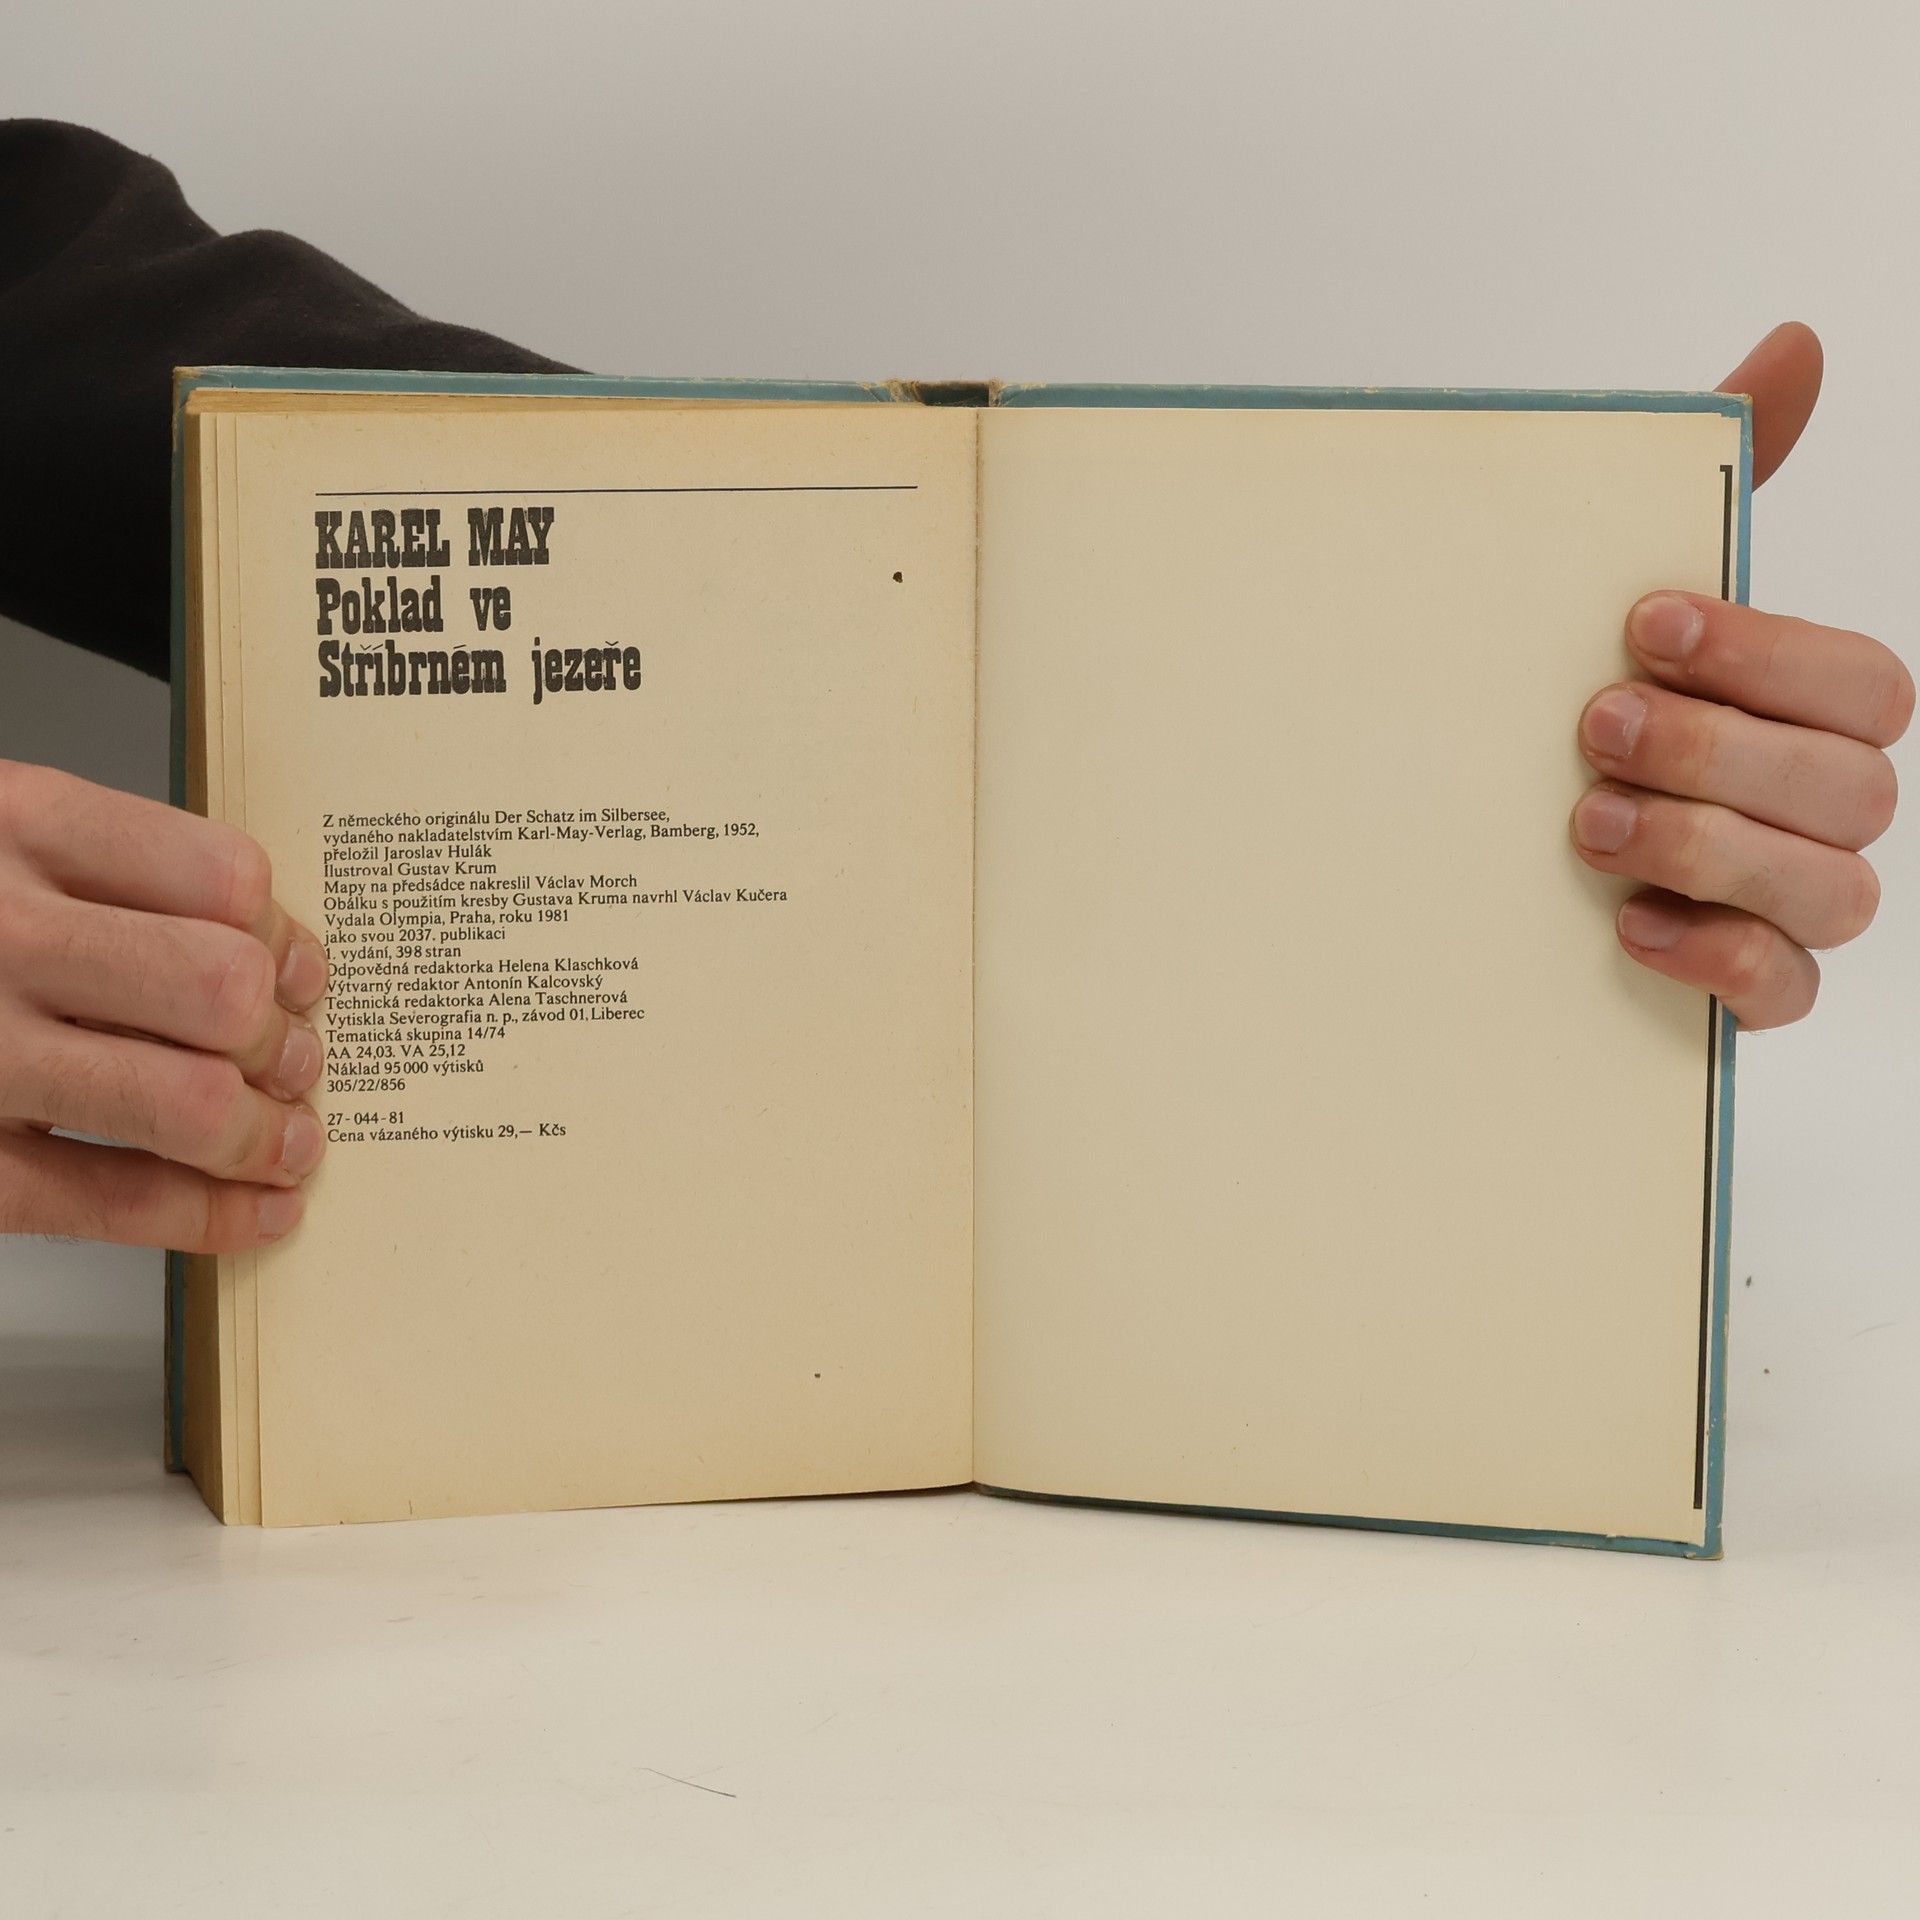 KAREL MAY
Poklad ve
Stříbrném jezeře
Z německého originálu Der Schatz im Silbersee,
vydaného nakladatelstvím Karl-May-Verlag, Bamberg, 1952,
přeložil Jaroslav Hulák
Ilustroval Gustav Krum
Mapy na předsádce nakreslil Václav Morch
Obálku s použitím kresby Gustava Kruma navrhl Václav Kučera
Vydala Olympia, Praha, roku 1981
jako svou 2037. publikaci
1. vydání, 398 stran
Odpovědná redaktorka Helena Klaschková
Výtvarný redaktor Antonín Kalcovský
Technická redaktorka Alena Taschnerová
Vytiskla Severografia n. p., závod 01, Liberec
Tematická skupina 14/74
AA 24,03. VA 25,12
Náklad 95 000 výtisků
305/22/856
27-044-81
Cena vázaného výtisku 29,— Kčs